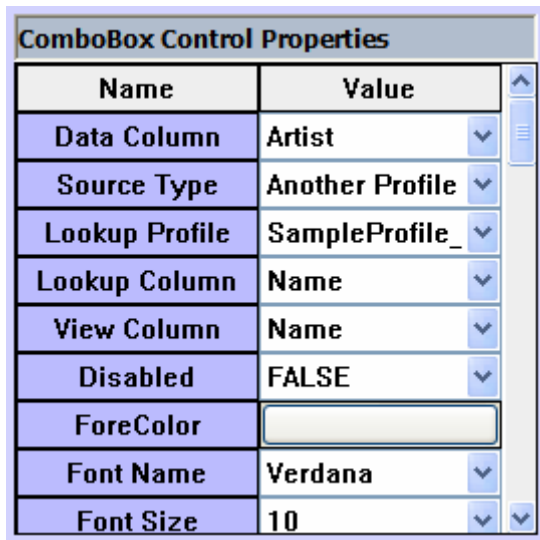 ComboBox Control Properties
Name Value
Data Column Artist
Source Type Another Profile
Lookup Profile SampleProfile_
Lookup Column Name
View Column Name
Disabled FALSE
ForeColor
Font Name Verdana
Font Size 10